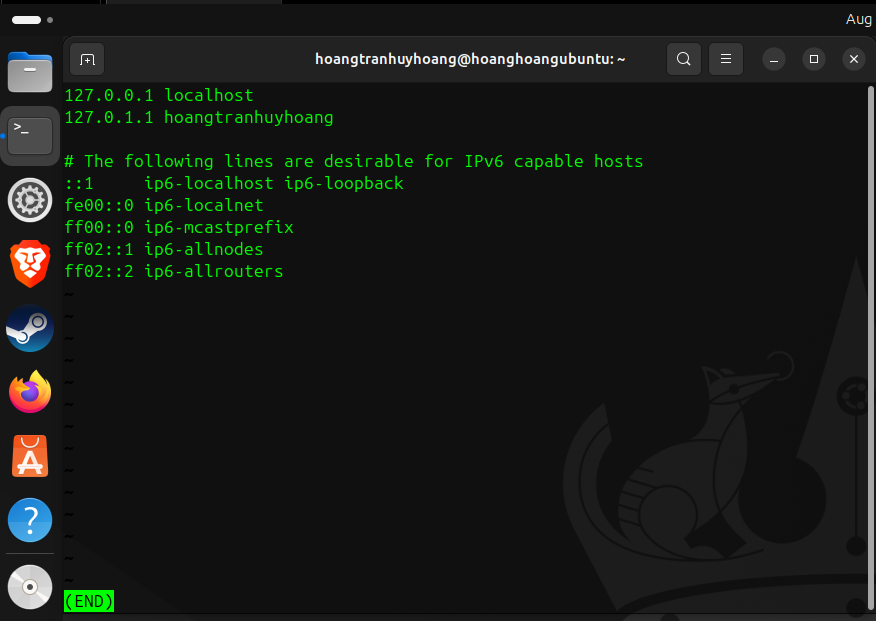 Aug
hoangtranhuyhoang@hoanghoangubuntu: ~
127.0.0.1 localhost
127.0.1.1 hoangtranhuyhoang
# The following lines are desirable for IPv6 capable hosts
::1     ip6-localhost ip6-loopback
fe00::0 ip6-localnet
ff00::0 ip6-mcastprefix
ff02::1 ip6-allnodes
ff02::2 ip6-allrouters
~
~
~
~
~
~
~
~
~
~
~
~
~
~
(END)